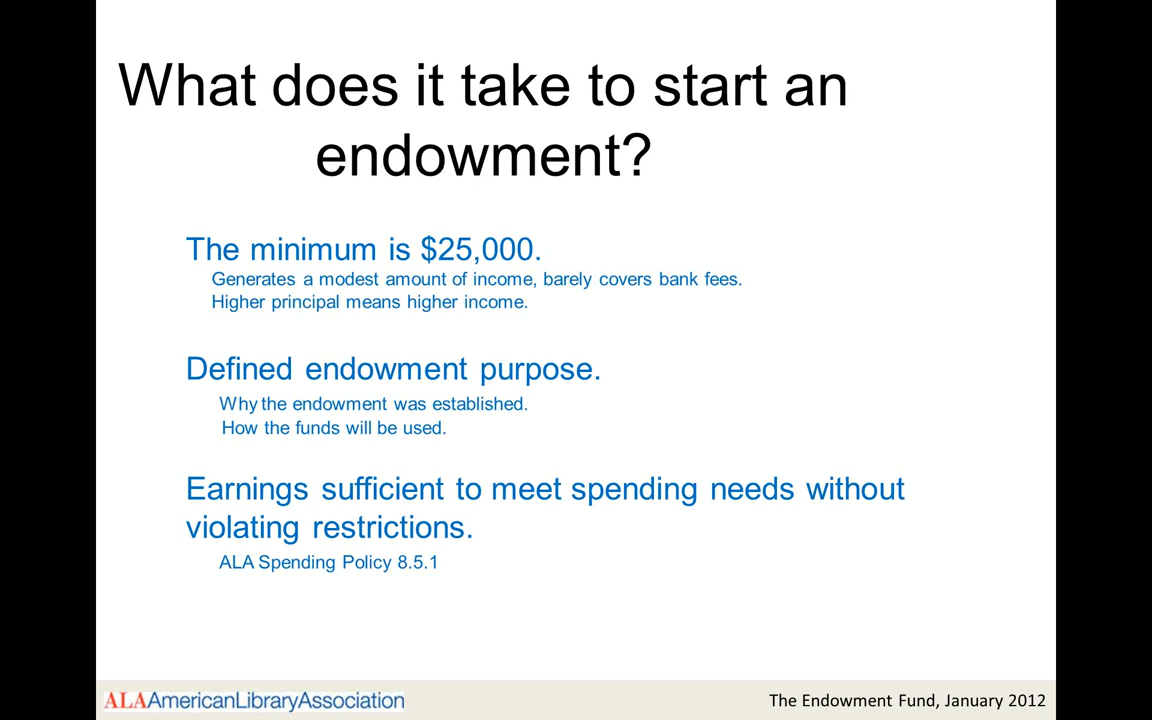 What does it take to start an
endowment?
The minimum is $25,000.
Generates a modest amount of income, barely covers bank fees.
Higher principal means higher income.
Defined endowment purpose.
Why the endowment was established.
How the funds will be used.
Earnings sufficient to meet spending needs without
violating restrictions.
ALA Spending Policy 8.5.1
ALAAmericanLibraryAssociation
The Endowment Fund, January 2012